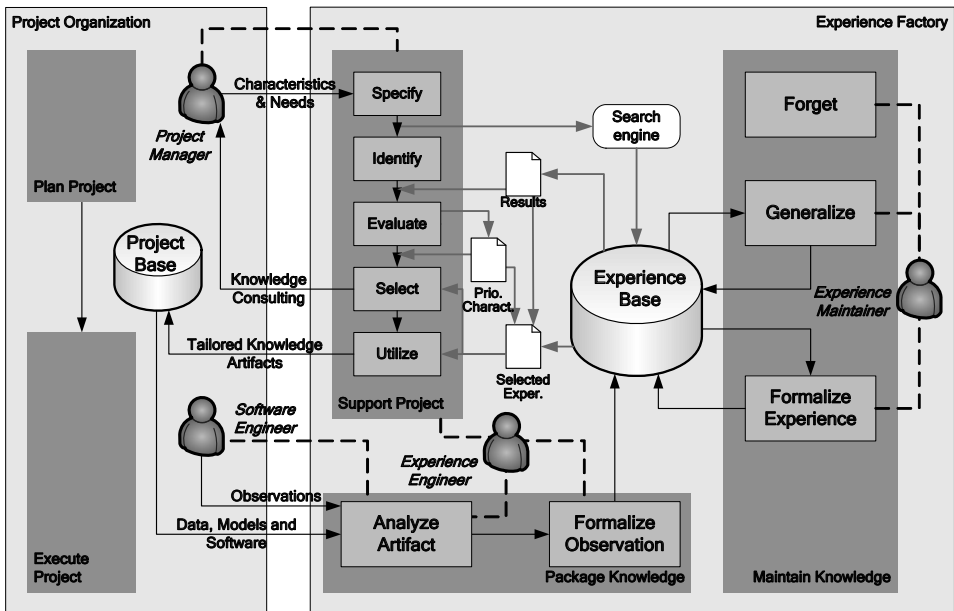 Project Organization
Experience Factory
Characteristics
& Needs
Project
Manager
Plan Project
Project
Base
Knowledge
Consulting
Tailored Knowledge
Artifacts
Software
Engineer
Observations
Data, Models and
Software
Execute
Project
Specify
Identify
Evaluate
Select
Utilize
Support Project
Search
engine
Results
Prio.
Charact.
Selected
Exper.
Experience
Base
Experience
Engineer
Analyze
Artifact
Formalize
Observation
Package Knowledge
Forget
Generalize
Experience
Maintainer
Formalize
Experience
Maintain Knowledge